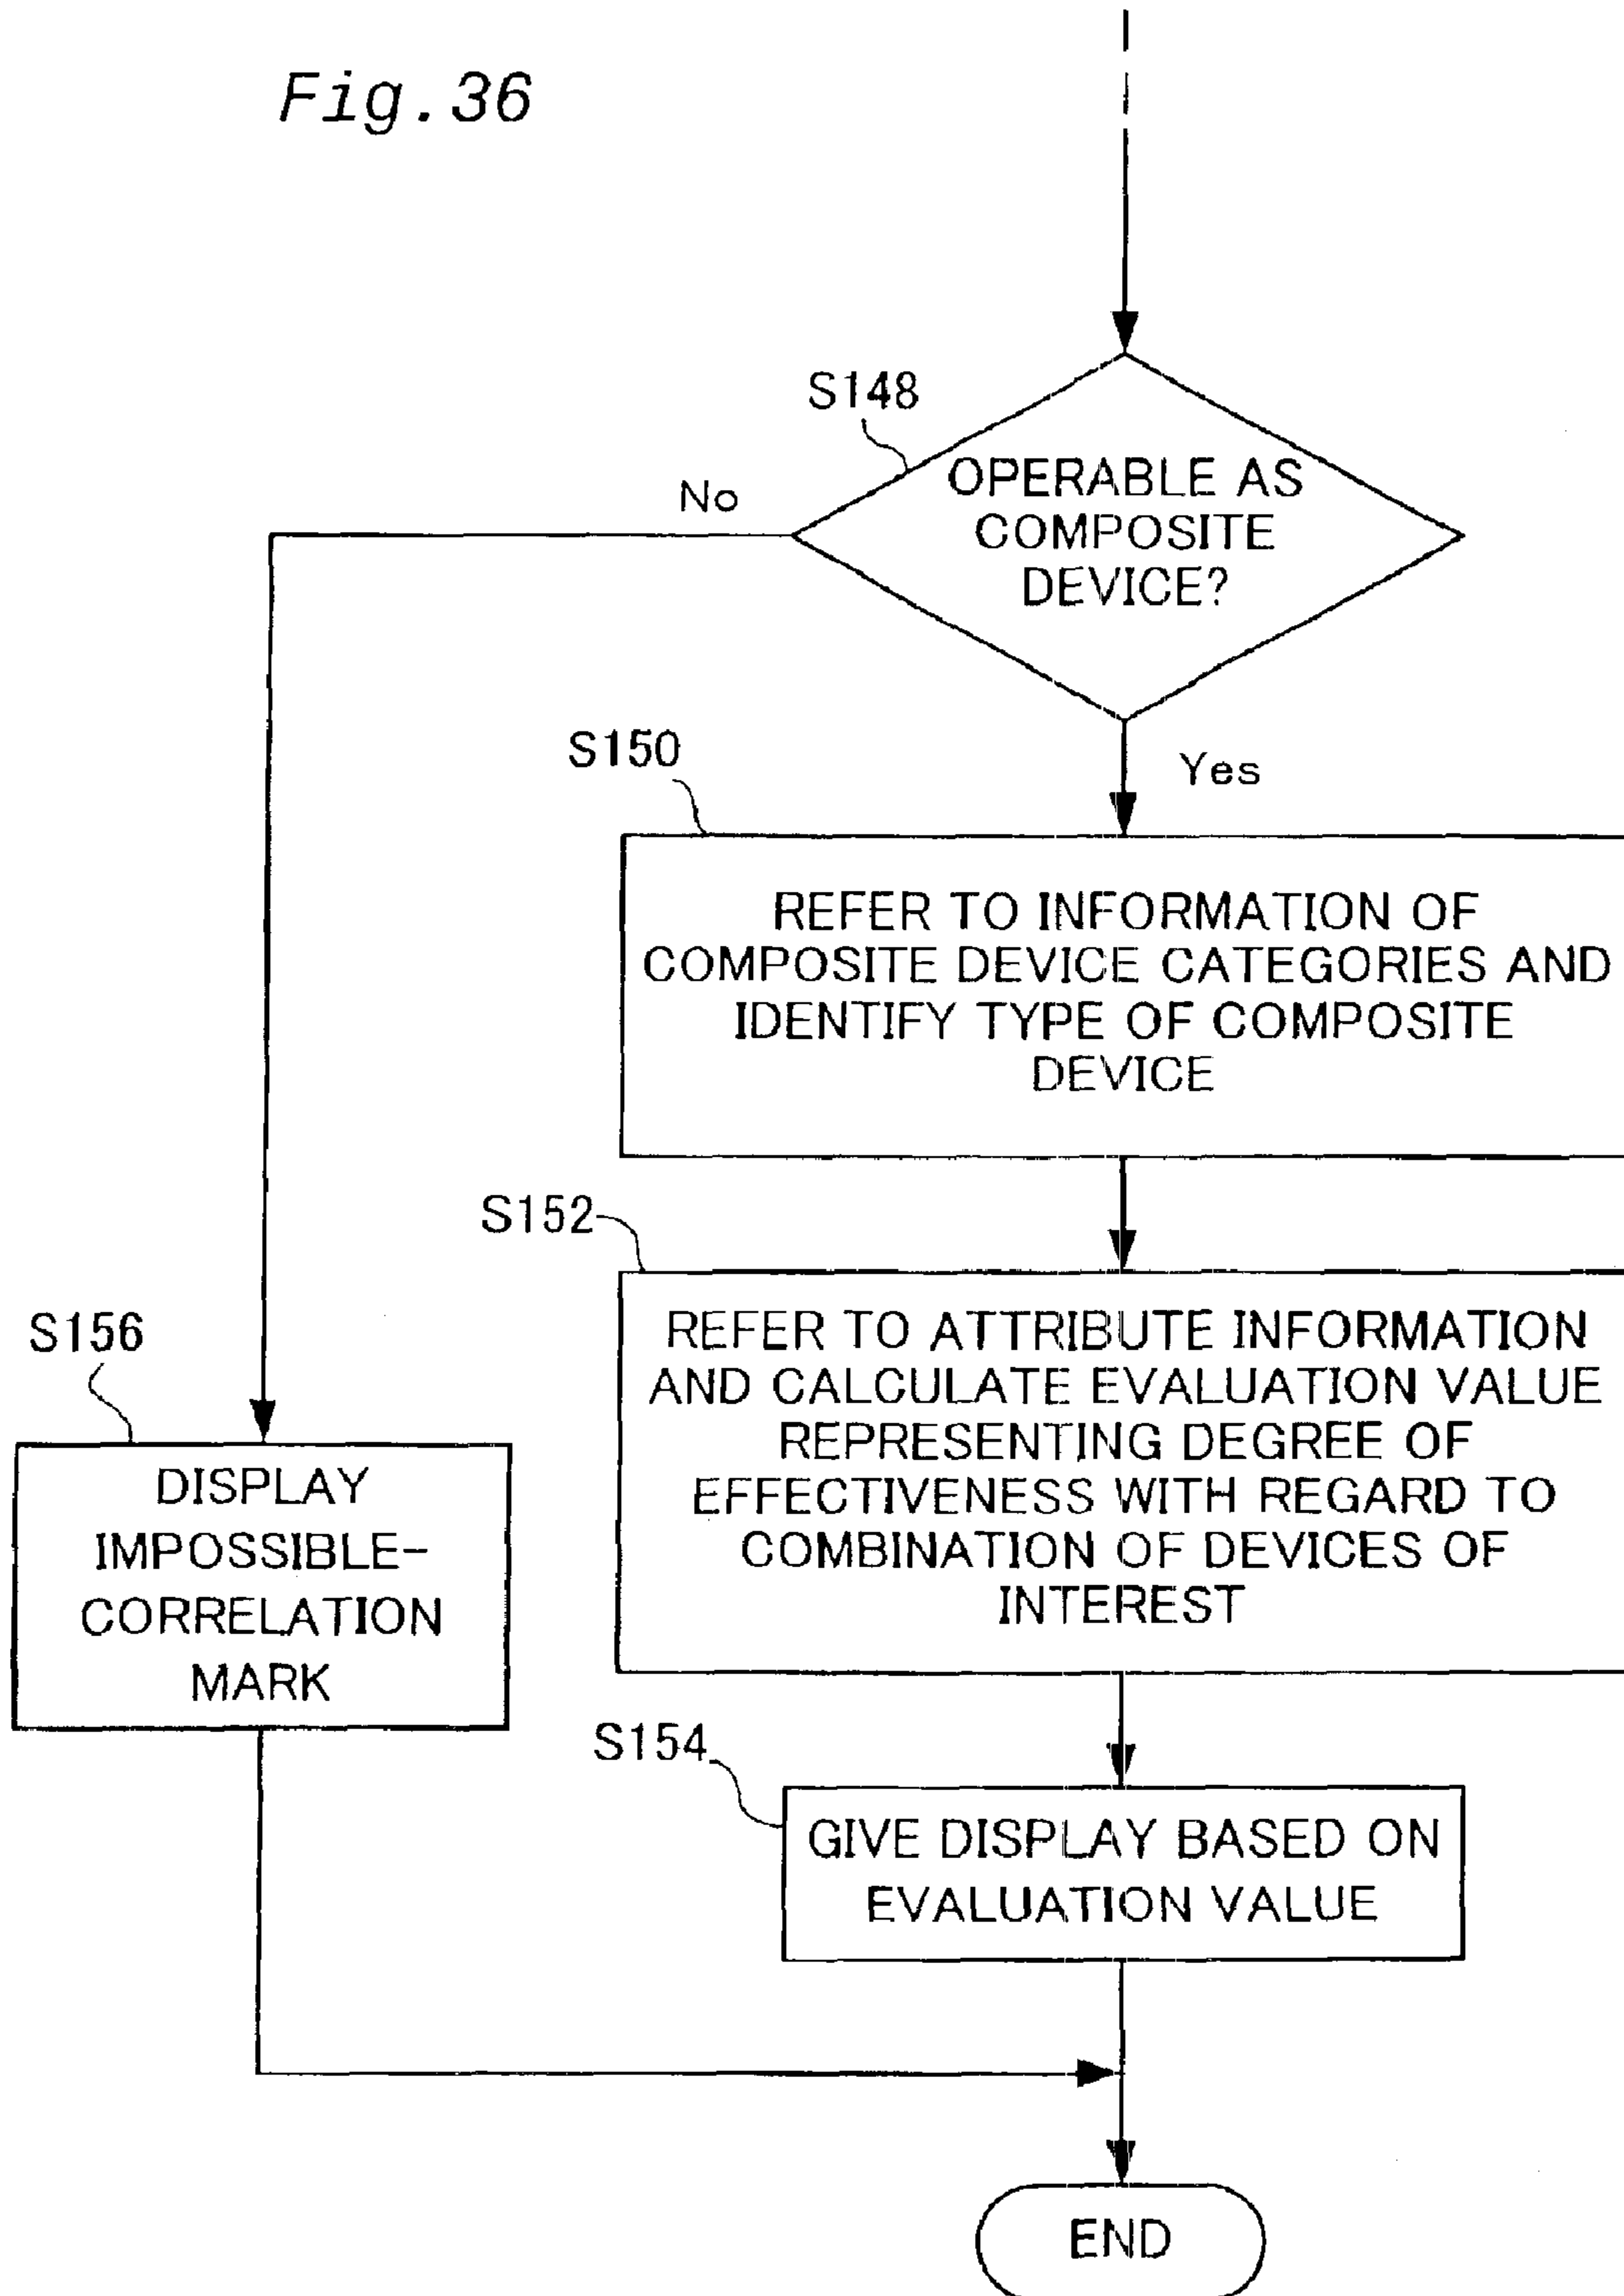 Fig.36
S148
OPERABLE AS
COMPOSITE
DEVICE?
No
Yes
S150
REFER TO INFORMATION OF
COMPOSITE DEVICE CATEGORIES AND
IDENTIFY TYPE OF COMPOSITE
DEVICE
S152
REFER TO ATTRIBUTE INFORMATION
AND CALCULATE EVALUATION VALUE
REPRESENTING DEGREE OF
EFFECTIVENESS WITH REGARD TO
COMBINATION OF DEVICES OF
INTEREST
S156
DISPLAY
IMPOSSIBLE-
CORRELATION
MARK
S154
GIVE DISPLAY BASED ON
EVALUATION VALUE
END